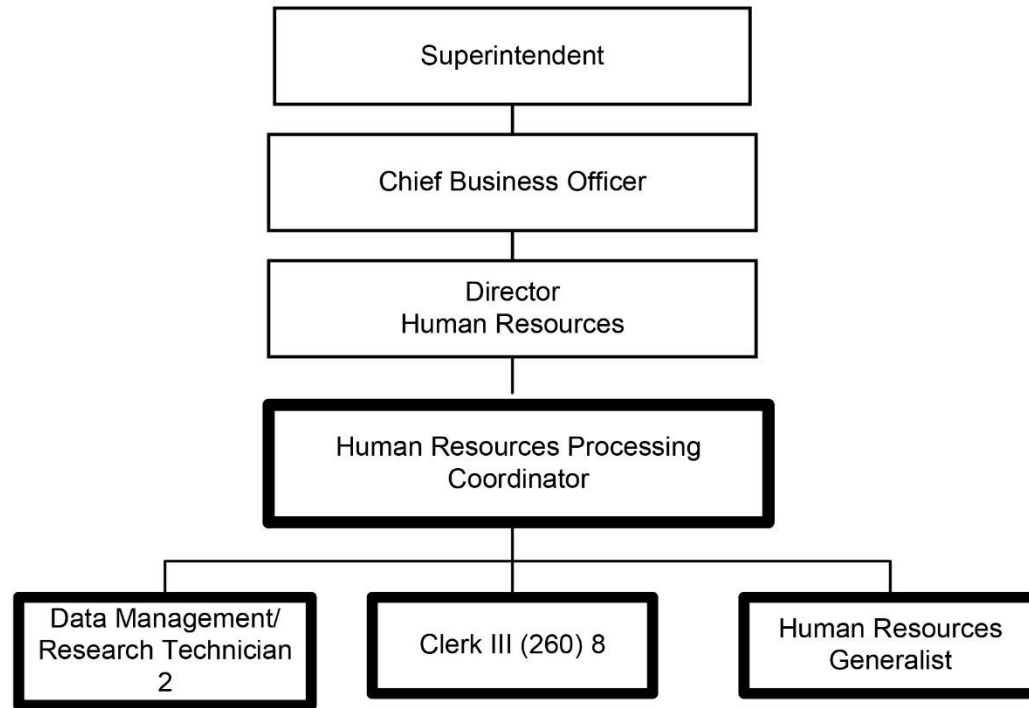 Superintendent
Chief Business Officer
Director
Human Resources
Human Resources Processing
Coordinator
Data Management/
Research Technician
2
Clerk III (260) 8
Human Resources
Generalist